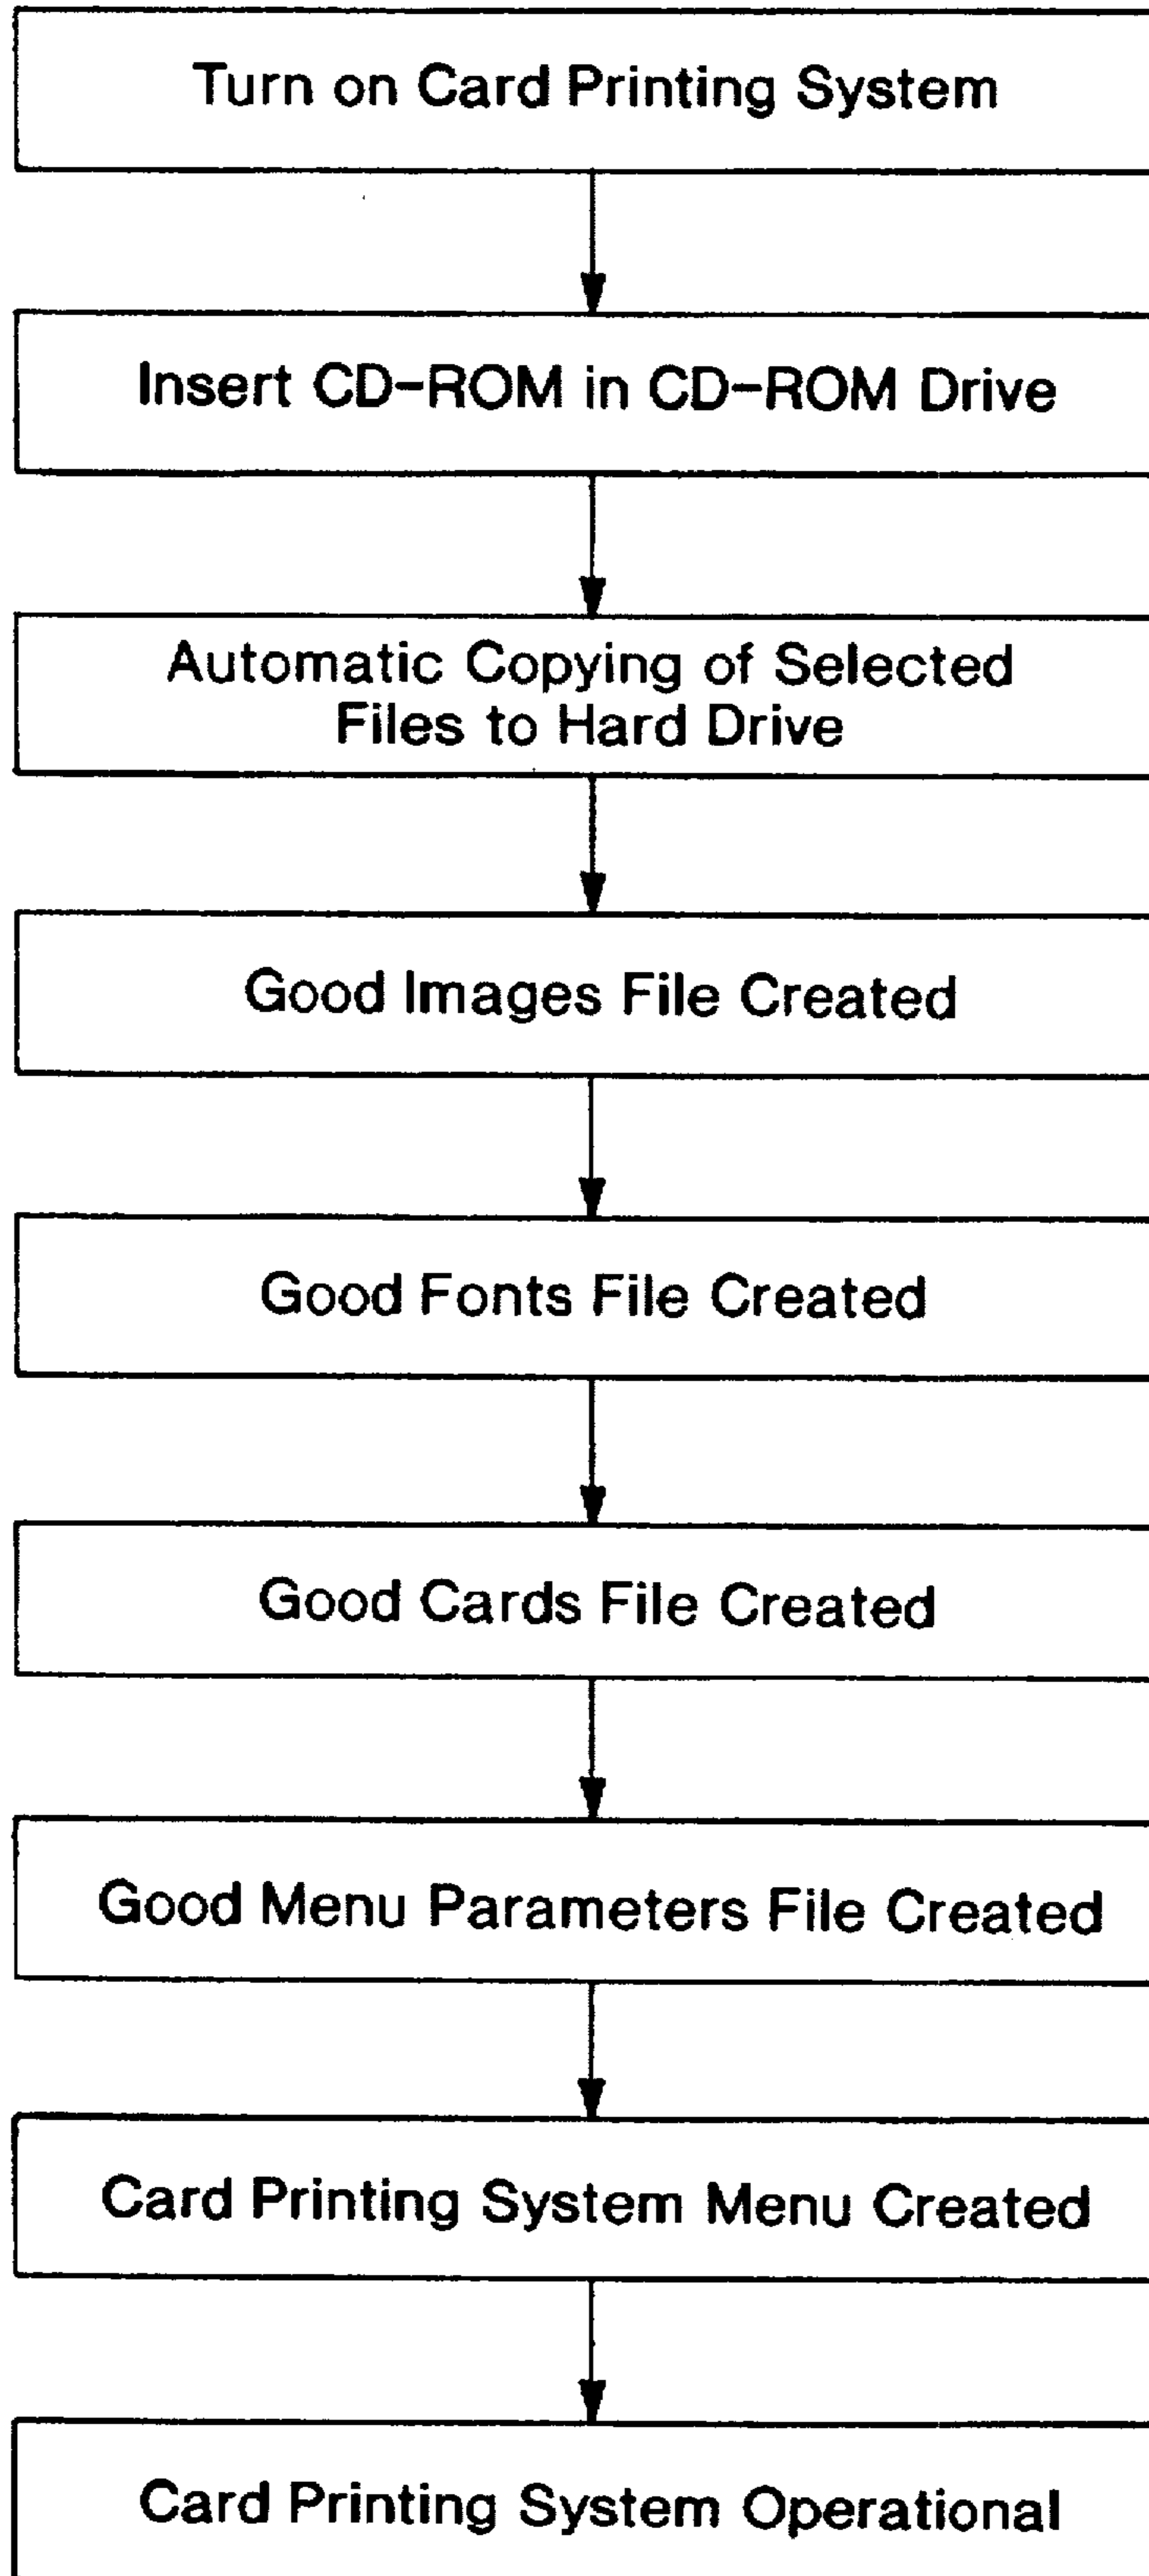 Turn on Card Printing System
Insert CD-ROM in CD-ROM Drive
Automatic Copying of Selected
Files to Hard Drive
Good Images File Created
Good Fonts File Created
Good Cards File Created
Good Menu Parameters File Created
Card Printing System Menu Created
Card Printing System Operational